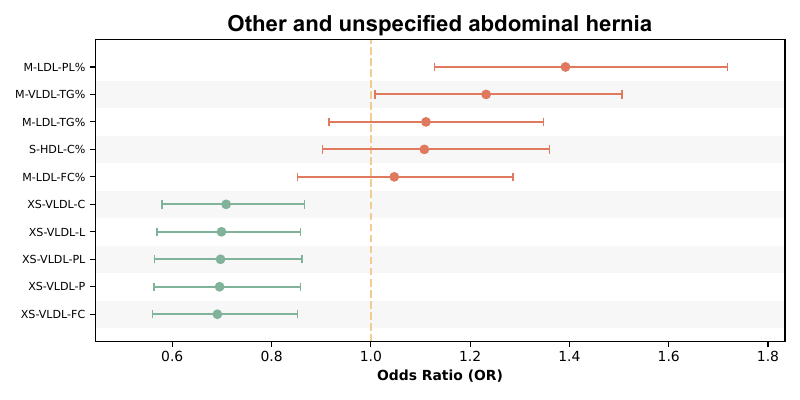 Other and unspecified abdominal hernia
M-LDL-PL%
M-VLDL-TG%
M-LDL-TG%
S-HDL-C%
M-LDL-FC%
XS-VLDL-C
XS-VLDL-L
XS-VLDL-PL
XS-VLDL-P
XS-VLDL-FC
0.6 0.8 1.0 1.2 1.4 1.6 1.8
Odds Ratio (OR)